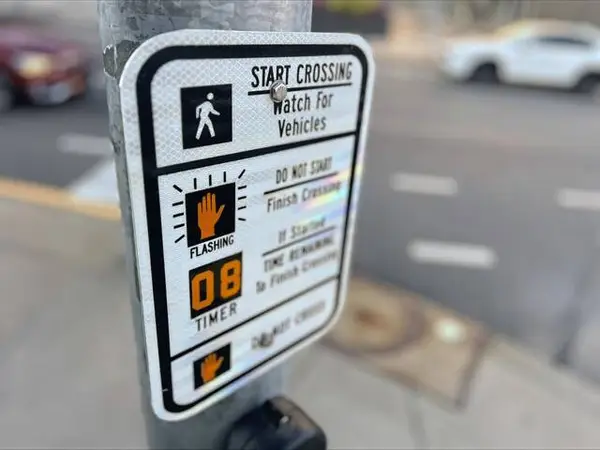 START CROSSING
Watch For
Vehicles
DO NOT START
Finish Crossing
If Started
FLASHING
08
TIME REMAINING
To Finish Crossing
TIMER
DO NOT CROSS